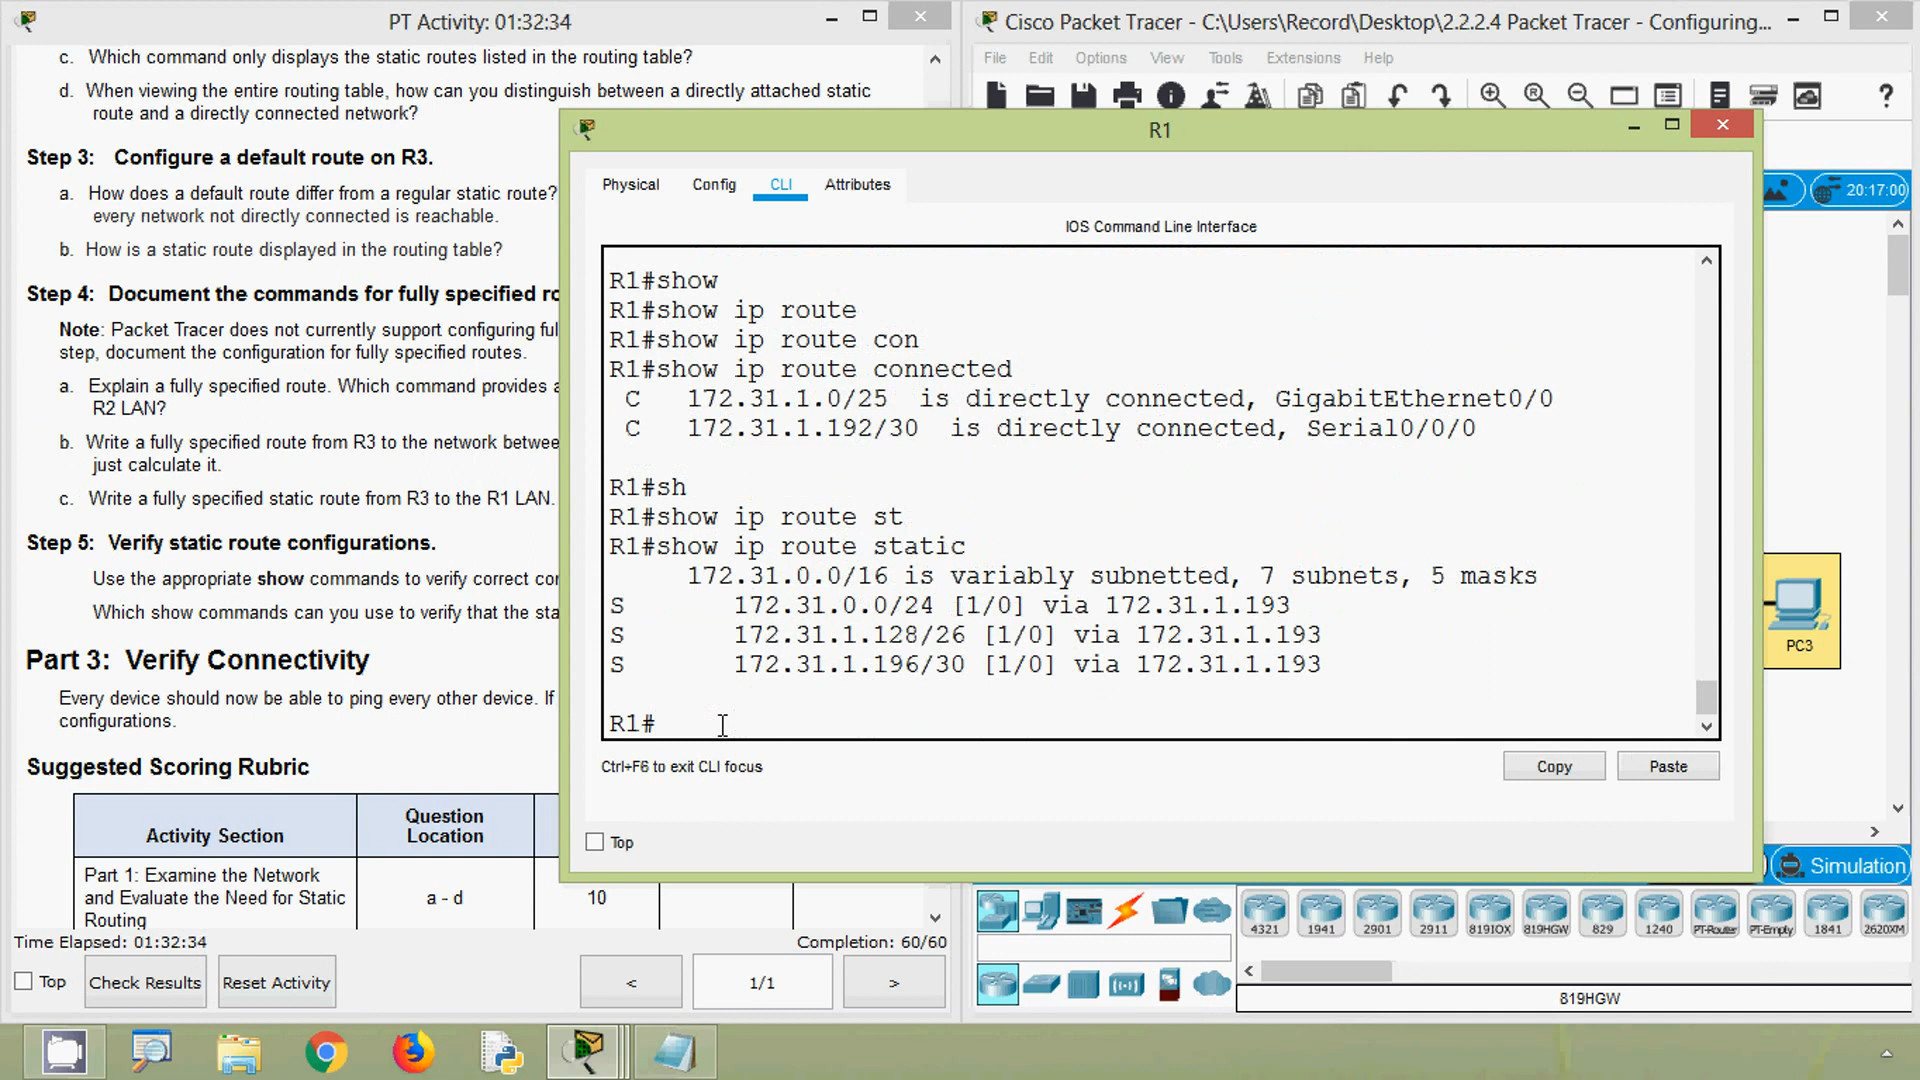 PT Activity: 01:32:34
c. Which command only displays the static routes listed in the routing table?
d. When viewing the entire routing table, how can you distinguish between a directly attached static
route and a directly connected network?
Step 3: Configure a default route on R3.
a. How does a default route differ from a regular static route?
every network not directly connected is reachable.
b. How is a static route displayed in the routing table?
Step 4: Document the commands for fully specified ro
Note: Packet Tracer does not currently support configuring ful
step, document the configuration for fully specified routes.
a. Explain a fully specified route. Which command provides a
R2 LAN?
b. Write a fully specified route from R3 to the network betwee
just calculate it.
c. Write a fully specified static route from R3 to the R1 LAN.
Step 5: Verify static route configurations.
Use the appropriate show commands to verify correct con
Which show commands can you use to verify that the sta
Part 3: Verify Connectivity
Every device should now be able to ping every other device. If
configurations.
Suggested Scoring Rubric
Activity Section
Question
Location
Part 1: Examine the Network
and Evaluate the Need for Static
Routing
a - d
10
Time Elapsed: 01:32:34
Completion: 60/60
Top
Check Results
Reset Activity
<
1/1
>
Cisco Packet Tracer - C:\Users\Record\Desktop\2.2.2.4 Packet Tracer - Configuring...
File Edit Options View Tools Extensions Help
20:17:00
R1
Physical Config CLI Attributes
IOS Command Line Interface
R1#show
R1#show ip route
R1#show ip route con
R1#show ip route connected
C 172.31.1.0/25 is directly connected, GigabitEthernet0/0
C 172.31.1.192/30 is directly connected, Serial0/0/0
R1#sh
R1#show ip route st
R1#show ip route static
172.31.0.0/16 is variably subnetted, 7 subnets, 5 masks
S 172.31.0.0/24 [1/0] via 172.31.1.193
S 172.31.1.128/26 [1/0] via 172.31.1.193
S 172.31.1.196/30 [1/0] via 172.31.1.193
R1#
Ctrl+F6 to exit CLI focus
Copy
Paste
Top
PC3
Simulation
4321 1941 2901 2911 819IOX 819HGW 829 1240 PT-Router PT-Empty 1841 2620XM
819HGW